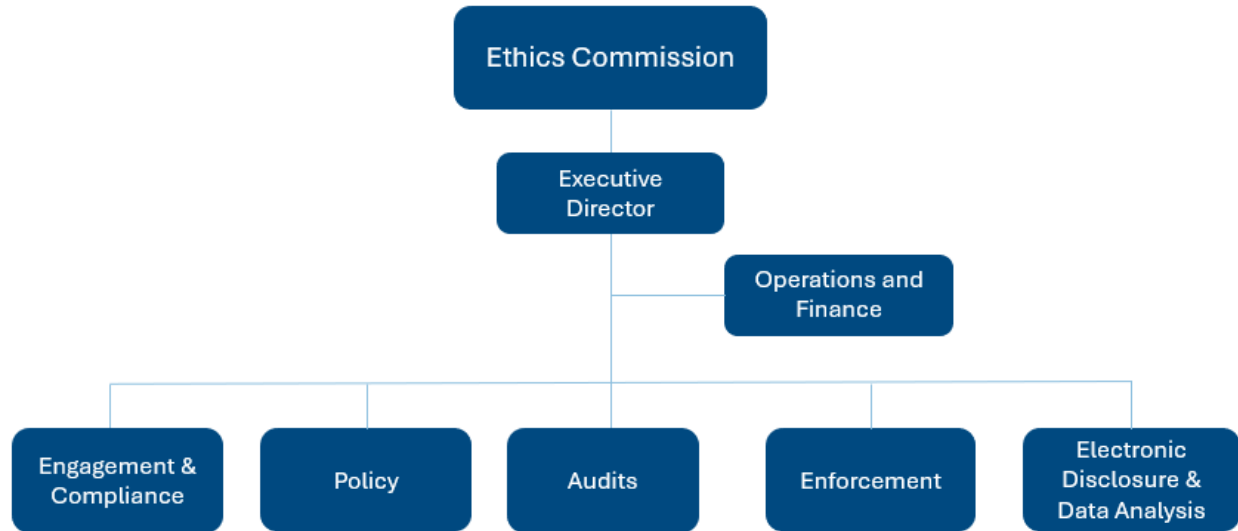 Ethics Commission
Executive
Director
Operations and
Finance
Engagement &
Compliance
Policy
Audits
Enforcement
Electronic
Disclosure &
Data Analysis